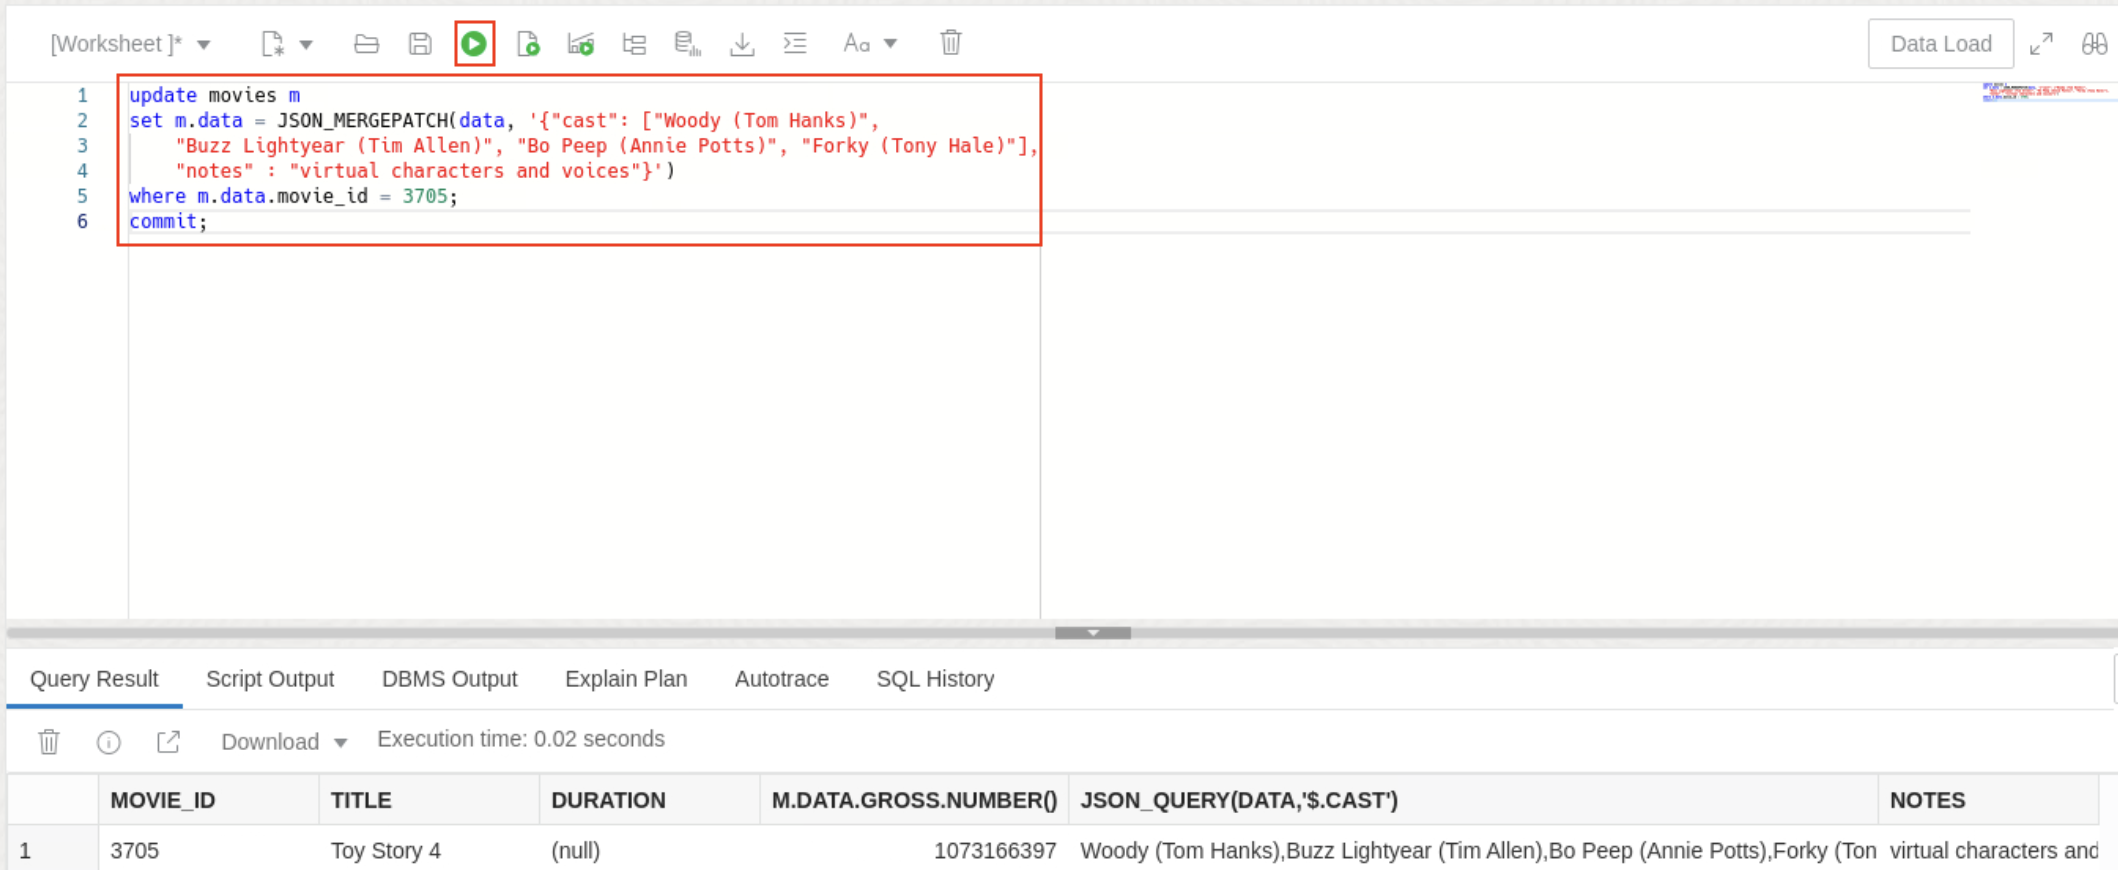 [Worksheet ]* Aa Data Load
1 update movies m
2 set m.data = JSON_MERGEPATCH(data, '{"cast": ["Woody (Tom Hanks)",
3 "Buzz Lightyear (Tim Allen)", "Bo Peep (Annie Potts)", "Forky (Tony Hale)"],
4 "notes" : "virtual characters and voices"}')
5 where m.data.movie_id = 3705;
6 commit;
Query Result Script Output DBMS Output Explain Plan Autotrace SQL History
Download Execution time: 0.02 seconds
MOVIE_ID TITLE DURATION M.DATA.GROSS.NUMBER() JSON_QUERY(DATA,'$.CAST') NOTES
1 3705 Toy Story 4 (null) 1073166397 Woody (Tom Hanks),Buzz Lightyear (Tim Allen),Bo Peep (Annie Potts),Forky (Ton virtual characters and